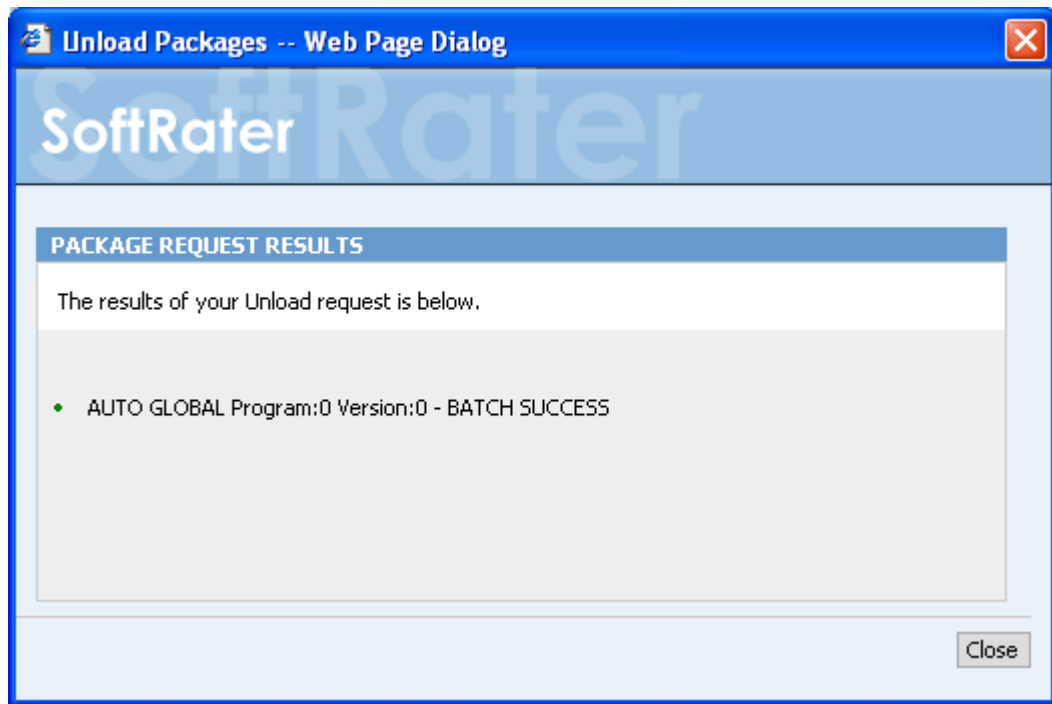 Unload Packages -- Web Page Dialog
SoftRater
SoftRater
PACKAGE REQUEST RESULTS
The results of your Unload request is below.
AUTO GLOBAL Program:0 Version:0 - BATCH SUCCESS
Close